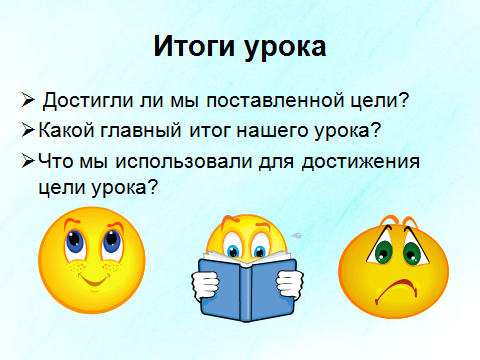 Итоги урока
➢ Достигли ли мы поставленной цели?
➢ Какой главный итог нашего урока?
➢ Что мы использовали для достижения
цели урока?